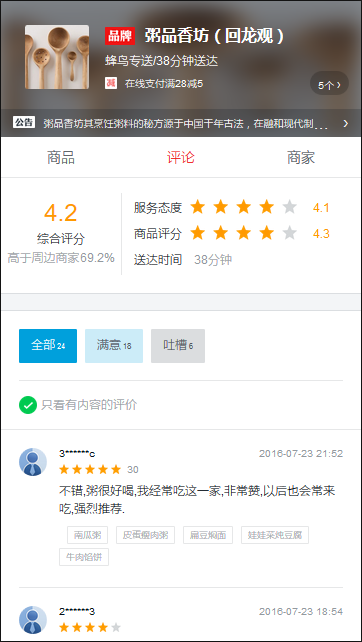 品牌 粥品香坊（回龙观）
蜂鸟专送/38分钟送达
减 在线支付满28减5
5个 >
公告 粥品香坊其烹饪粥料的秘方源于中国千年古法，在融和现代制... >
商品 评论 商家
4.2
综合评分
高于周边商家69.2%
服务态度 4.1
商品评分 4.3
送达时间 38分钟
全部 24 满意 18 吐槽 6
只看有内容的评价
3******c 2016-07-23 21:52
30
不错,粥很好喝,我经常吃这一家,非常赞,以后也会常来
吃,强烈推荐.
南瓜粥 皮蛋瘦肉粥 扁豆焖面 娃娃菜炖豆腐
牛肉馅饼
2******3 2016-07-23 18:54